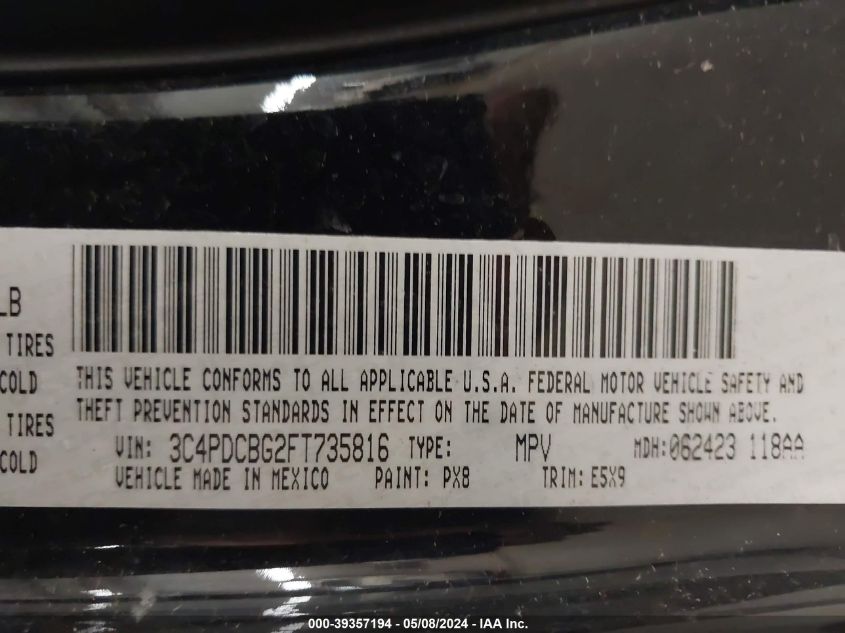 LB
TIRES
COLD
TIRES
COLD
THIS VEHICLE CONFORMS TO ALL APPLICABLE U.S.A. FEDERAL MOTOR VEHICLE SAFETY AND
THEFT PREVENTION STANDARDS IN EFFECT ON THE DATE OF MANUFACTURE SHOWN ABOVE.
VIN: 3C4PDCBG2FT735816 TYPE: MPV MDH: 062423 118AA
VEHICLE MADE IN MEXICO PAINT: PX8 TRIM: E5X9
000-39357194 - 05/08/2024 - IAA Inc.